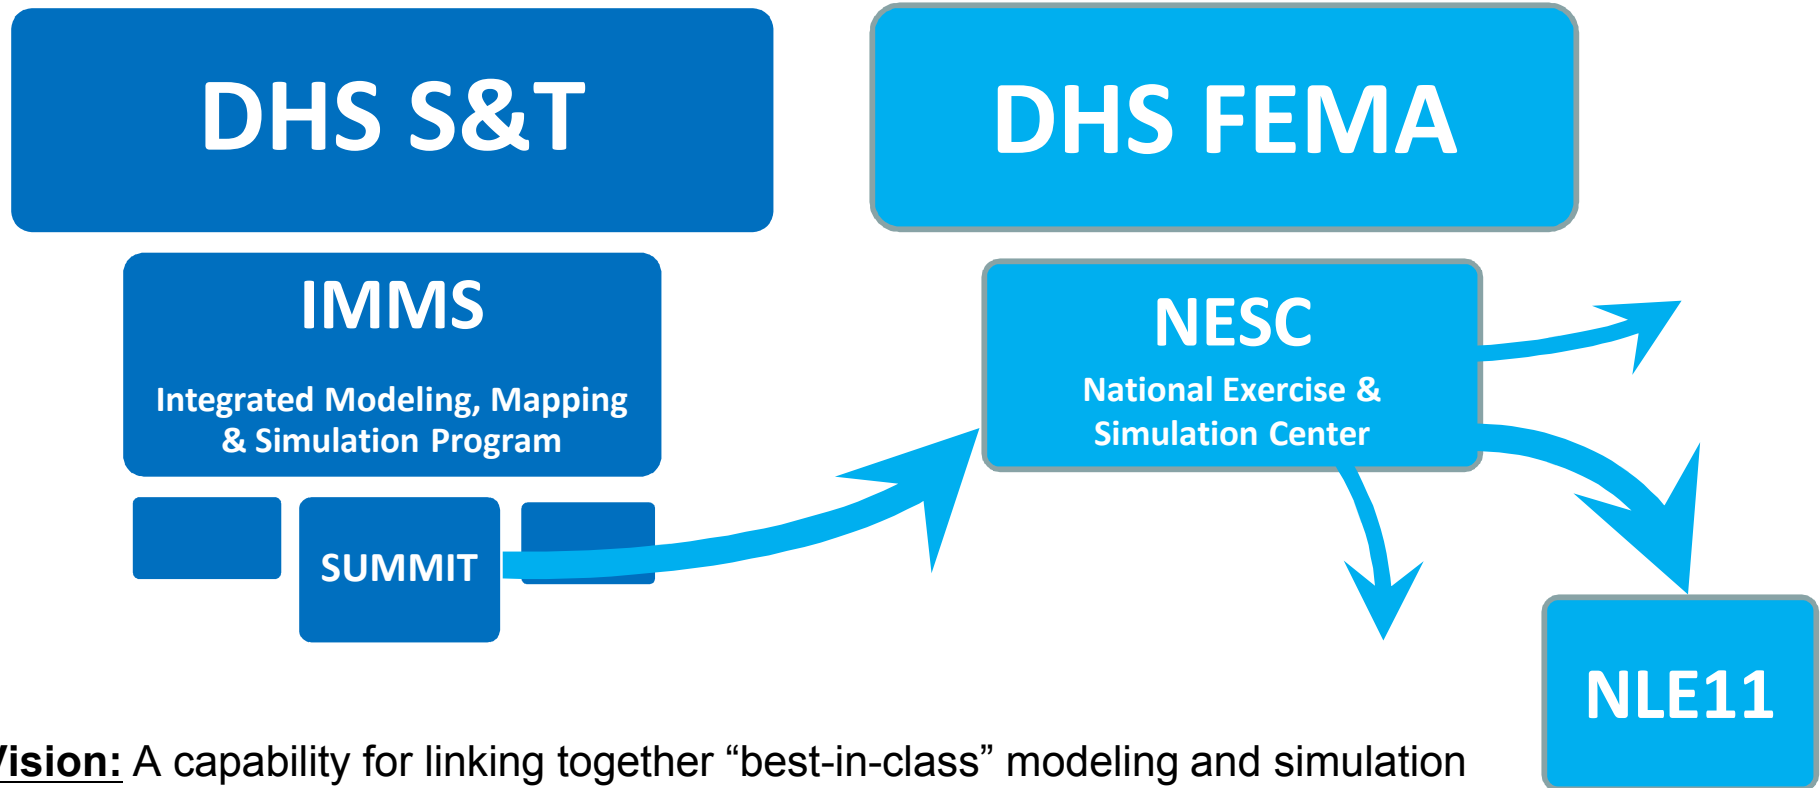 DHS S&T
DHS FEMA
IMMS
Integrated Modeling, Mapping
& Simulation Program
SUMMIT
NESC
National Exercise &
Simulation Center
NLE11
Vision: A capability for linking together “best-in-class” modeling and simulation